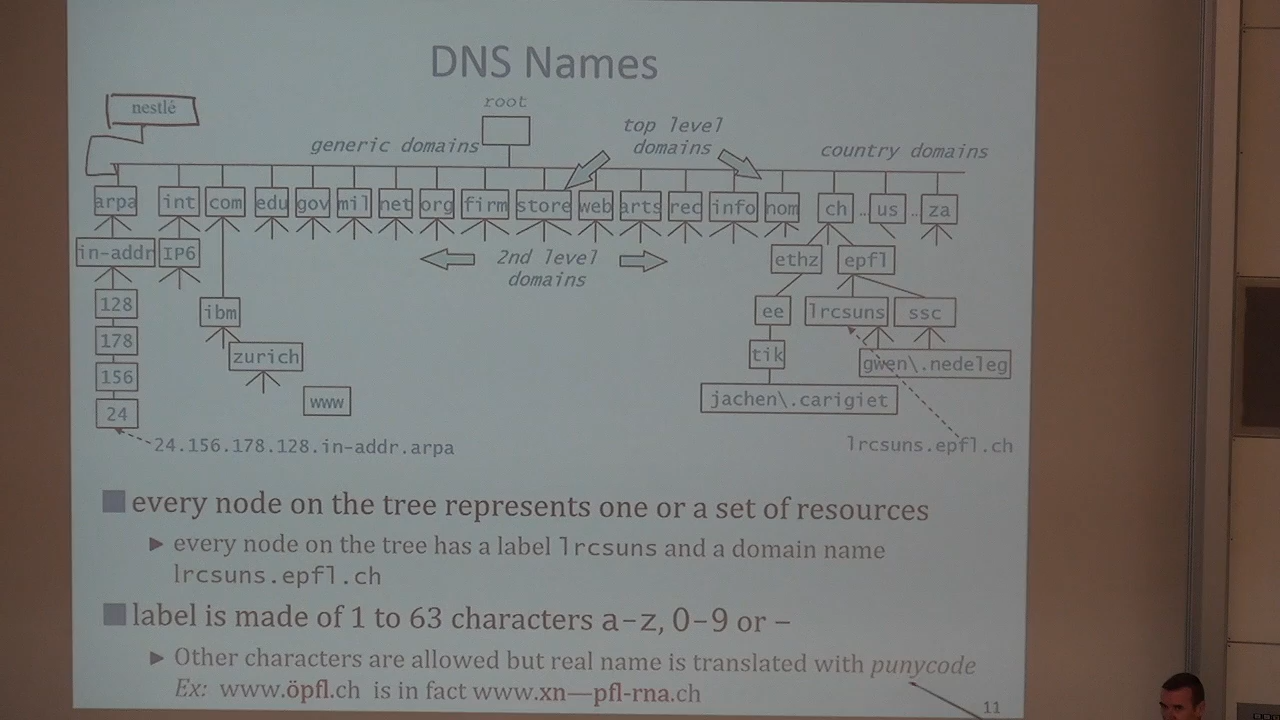 DNS Names
nestlé
root
generic domains
top level
domains
country domains
arpa int com edu gov mil net org firm store web arts rec info nom ch … us … za
in-addr IP6
2nd level
domains
ethz epfl
128
178
156
24
ibm
zurich
www
ee lrcsuns ssc
tik gwen\.nedeleg
jachen\.carigiet
24.156.178.128.in-addr.arpa
lrcsuns.epfl.ch
every node on the tree represents one or a set of resources
every node on the tree has a label lrcsuns and a domain name
lrcsuns.epfl.ch
label is made of 1 to 63 characters a-z, 0-9 or -
Other characters are allowed but real name is translated with punycode
Ex: www.öpfl.ch is in fact www.xn—pfl-rna.ch
11